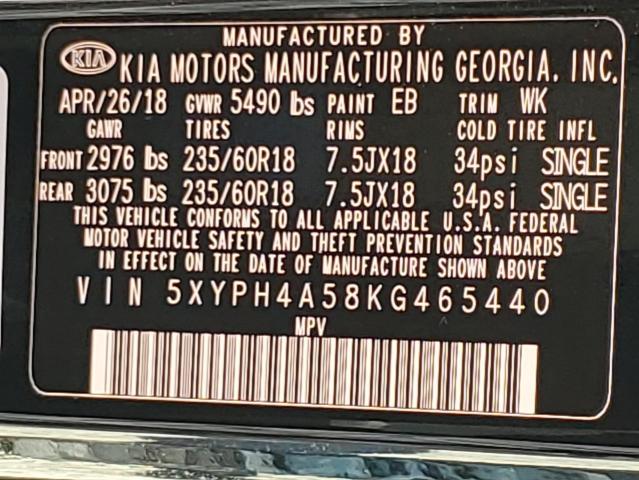 MANUFACTURED BY
KIA KIA MOTORS MANUFACTURING GEORGIA, INC.
APR/26/18 GVWR 5490 lbs PAINT EB TRIM WK
GAWR TIRES RIMS COLD TIRE INFL
FRONT 2976 lbs 235/60R18 7.5JX18 34psi SINGLE
REAR 3075 lbs 235/60R18 7.5JX18 34psi SINGLE
THIS VEHICLE CONFORMS TO ALL APPLICABLE U.S.A. FEDERAL
MOTOR VEHICLE SAFETY AND THEFT PREVENTION STANDARDS
IN EFFECT ON THE DATE OF MANUFACTURE SHOWN ABOVE
VIN 5XYPH4A58KG465440
MPV